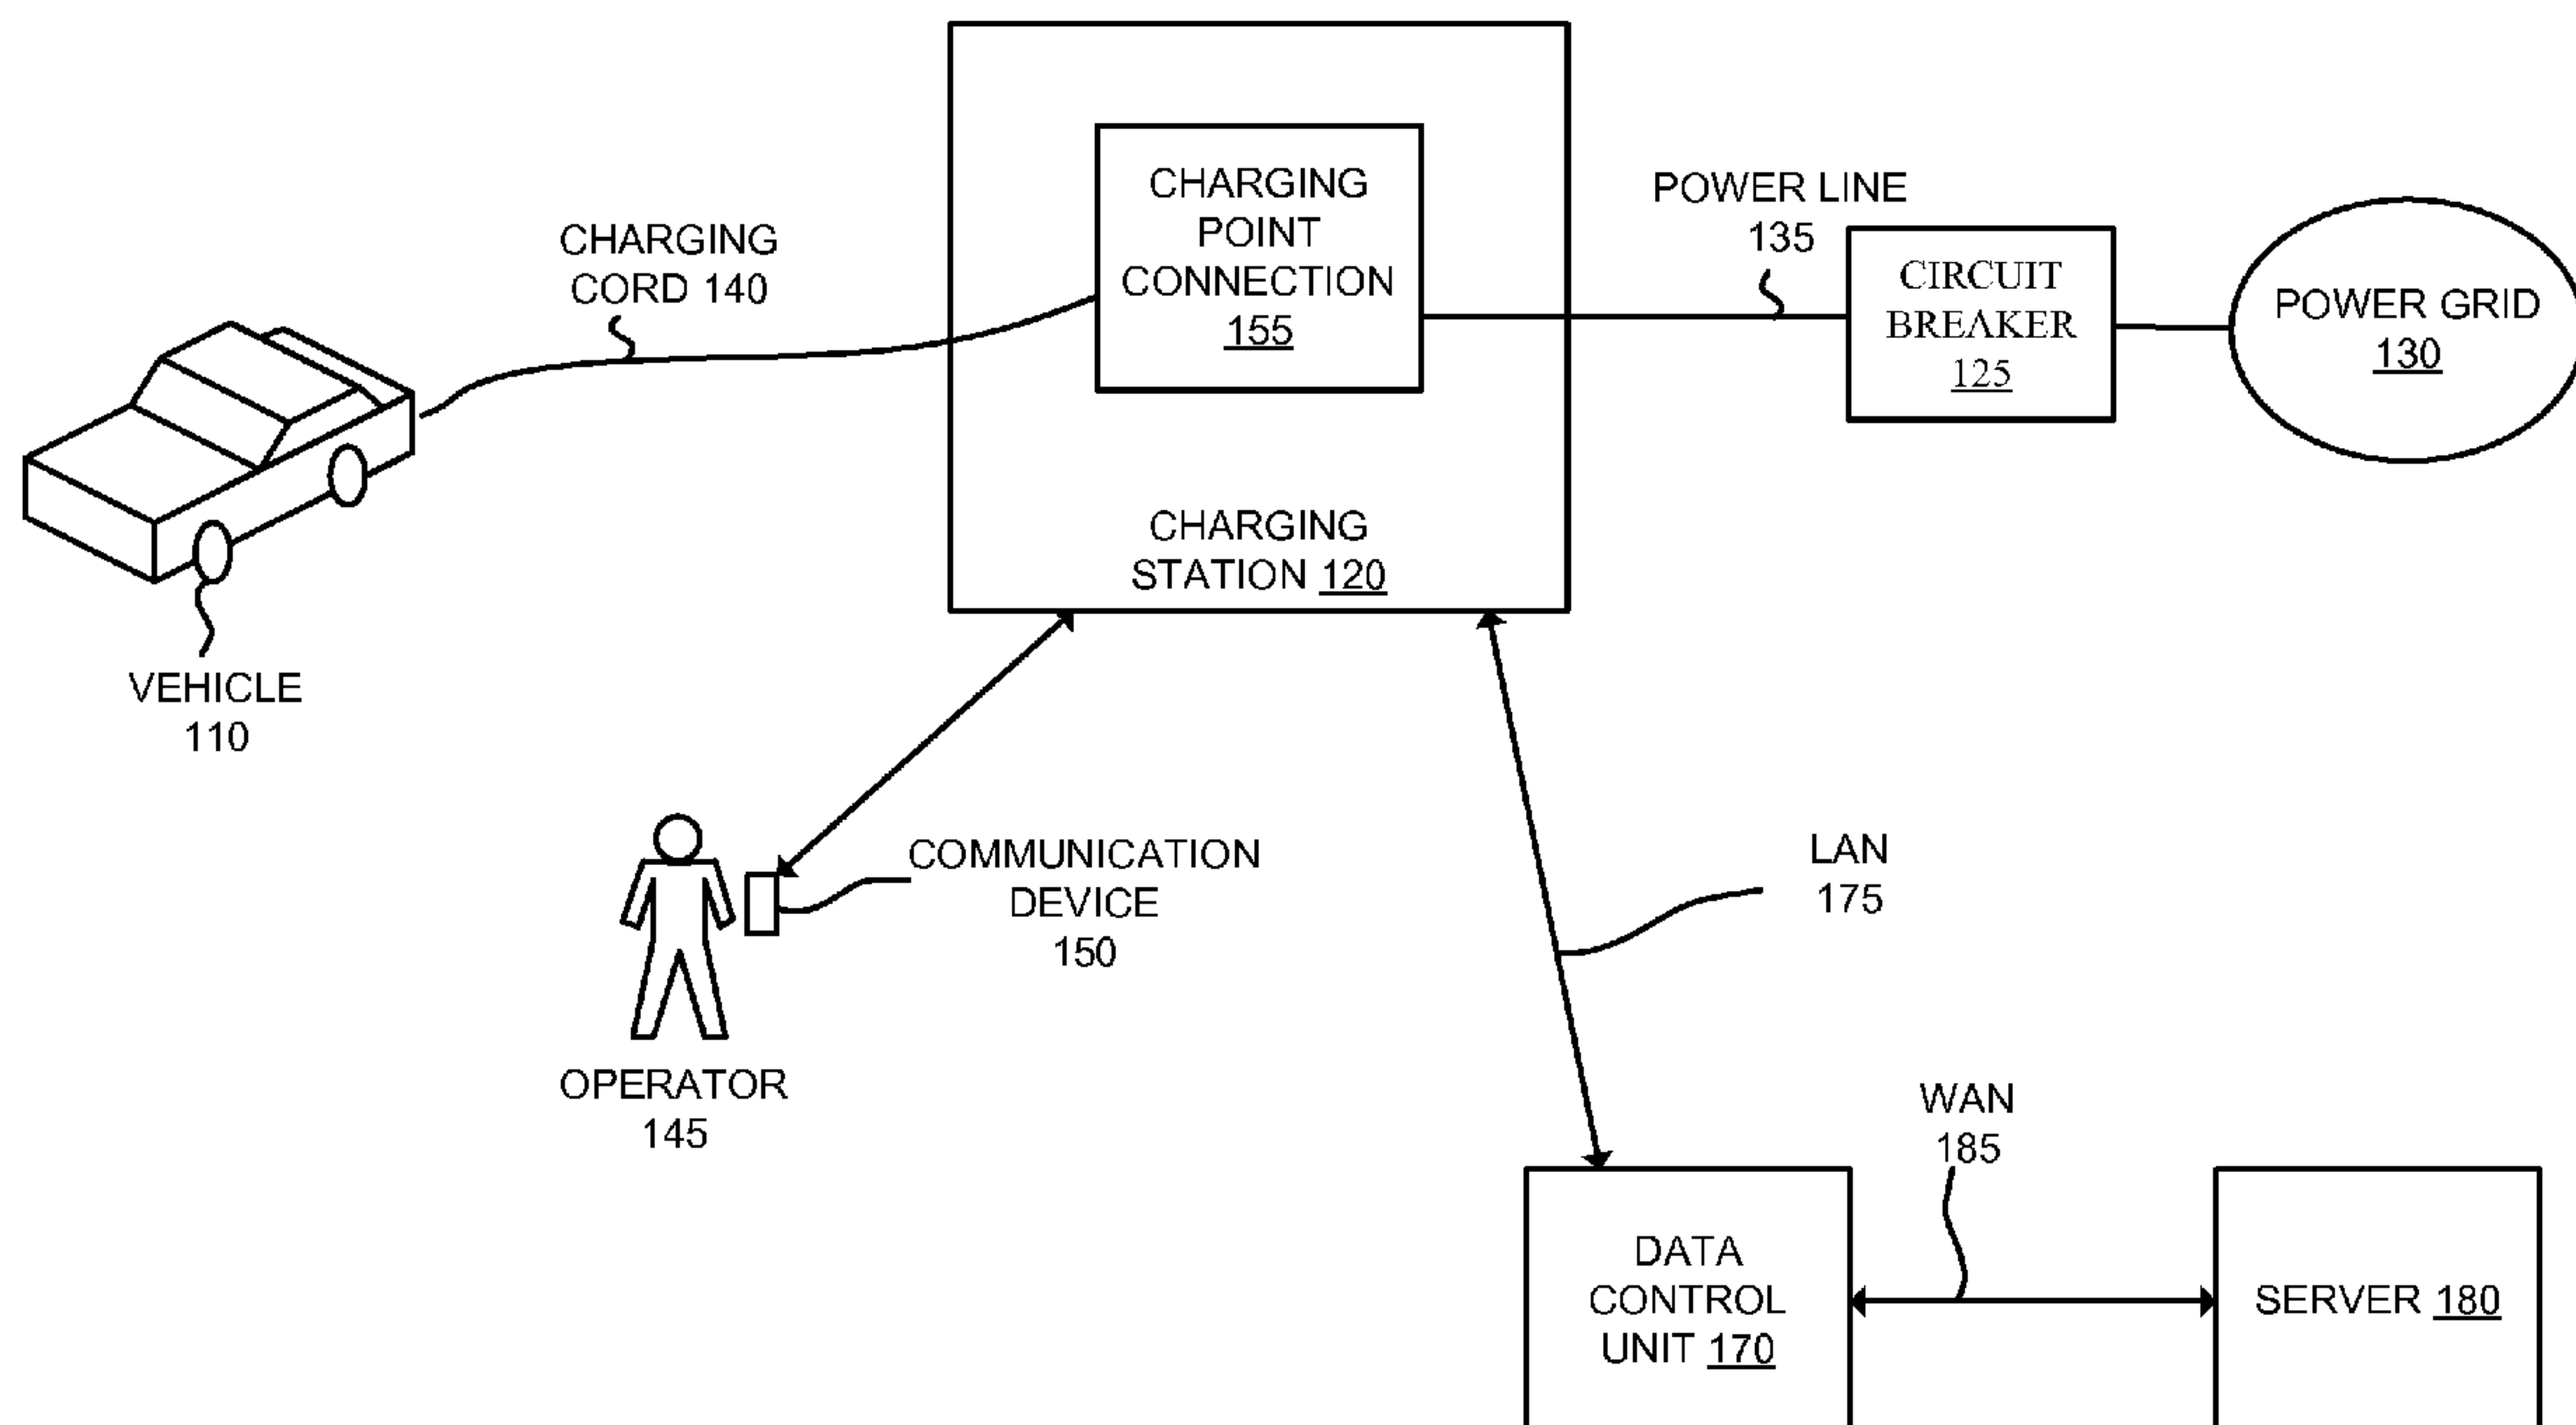 CHARGING
POINT
CONNECTION
155
CHARGING
STATION 120
CHARGING
CORD 140
POWER LINE
135
CIRCUIT
BREAKER
125
POWER GRID
130
VEHICLE
110
COMMUNICATION
DEVICE
150
OPERATOR
145
LAN
175
WAN
185
DATA
CONTROL
UNIT 170
SERVER 180